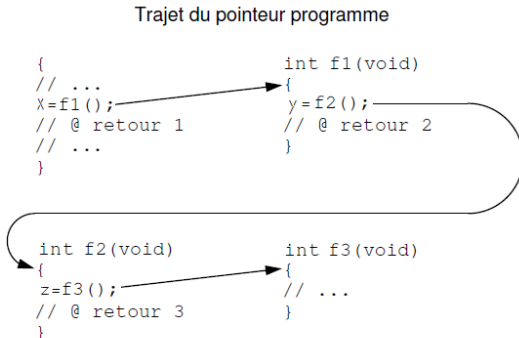 Trajet du pointeur programme
{
// ...
X=f1();
// @ retour 1
// ...
}
int f1(void)
{
y=f2();
// @ retour 2
}
int f2(void)
{
z=f3();
// @ retour 3
}
int f3(void)
{
// ...
}